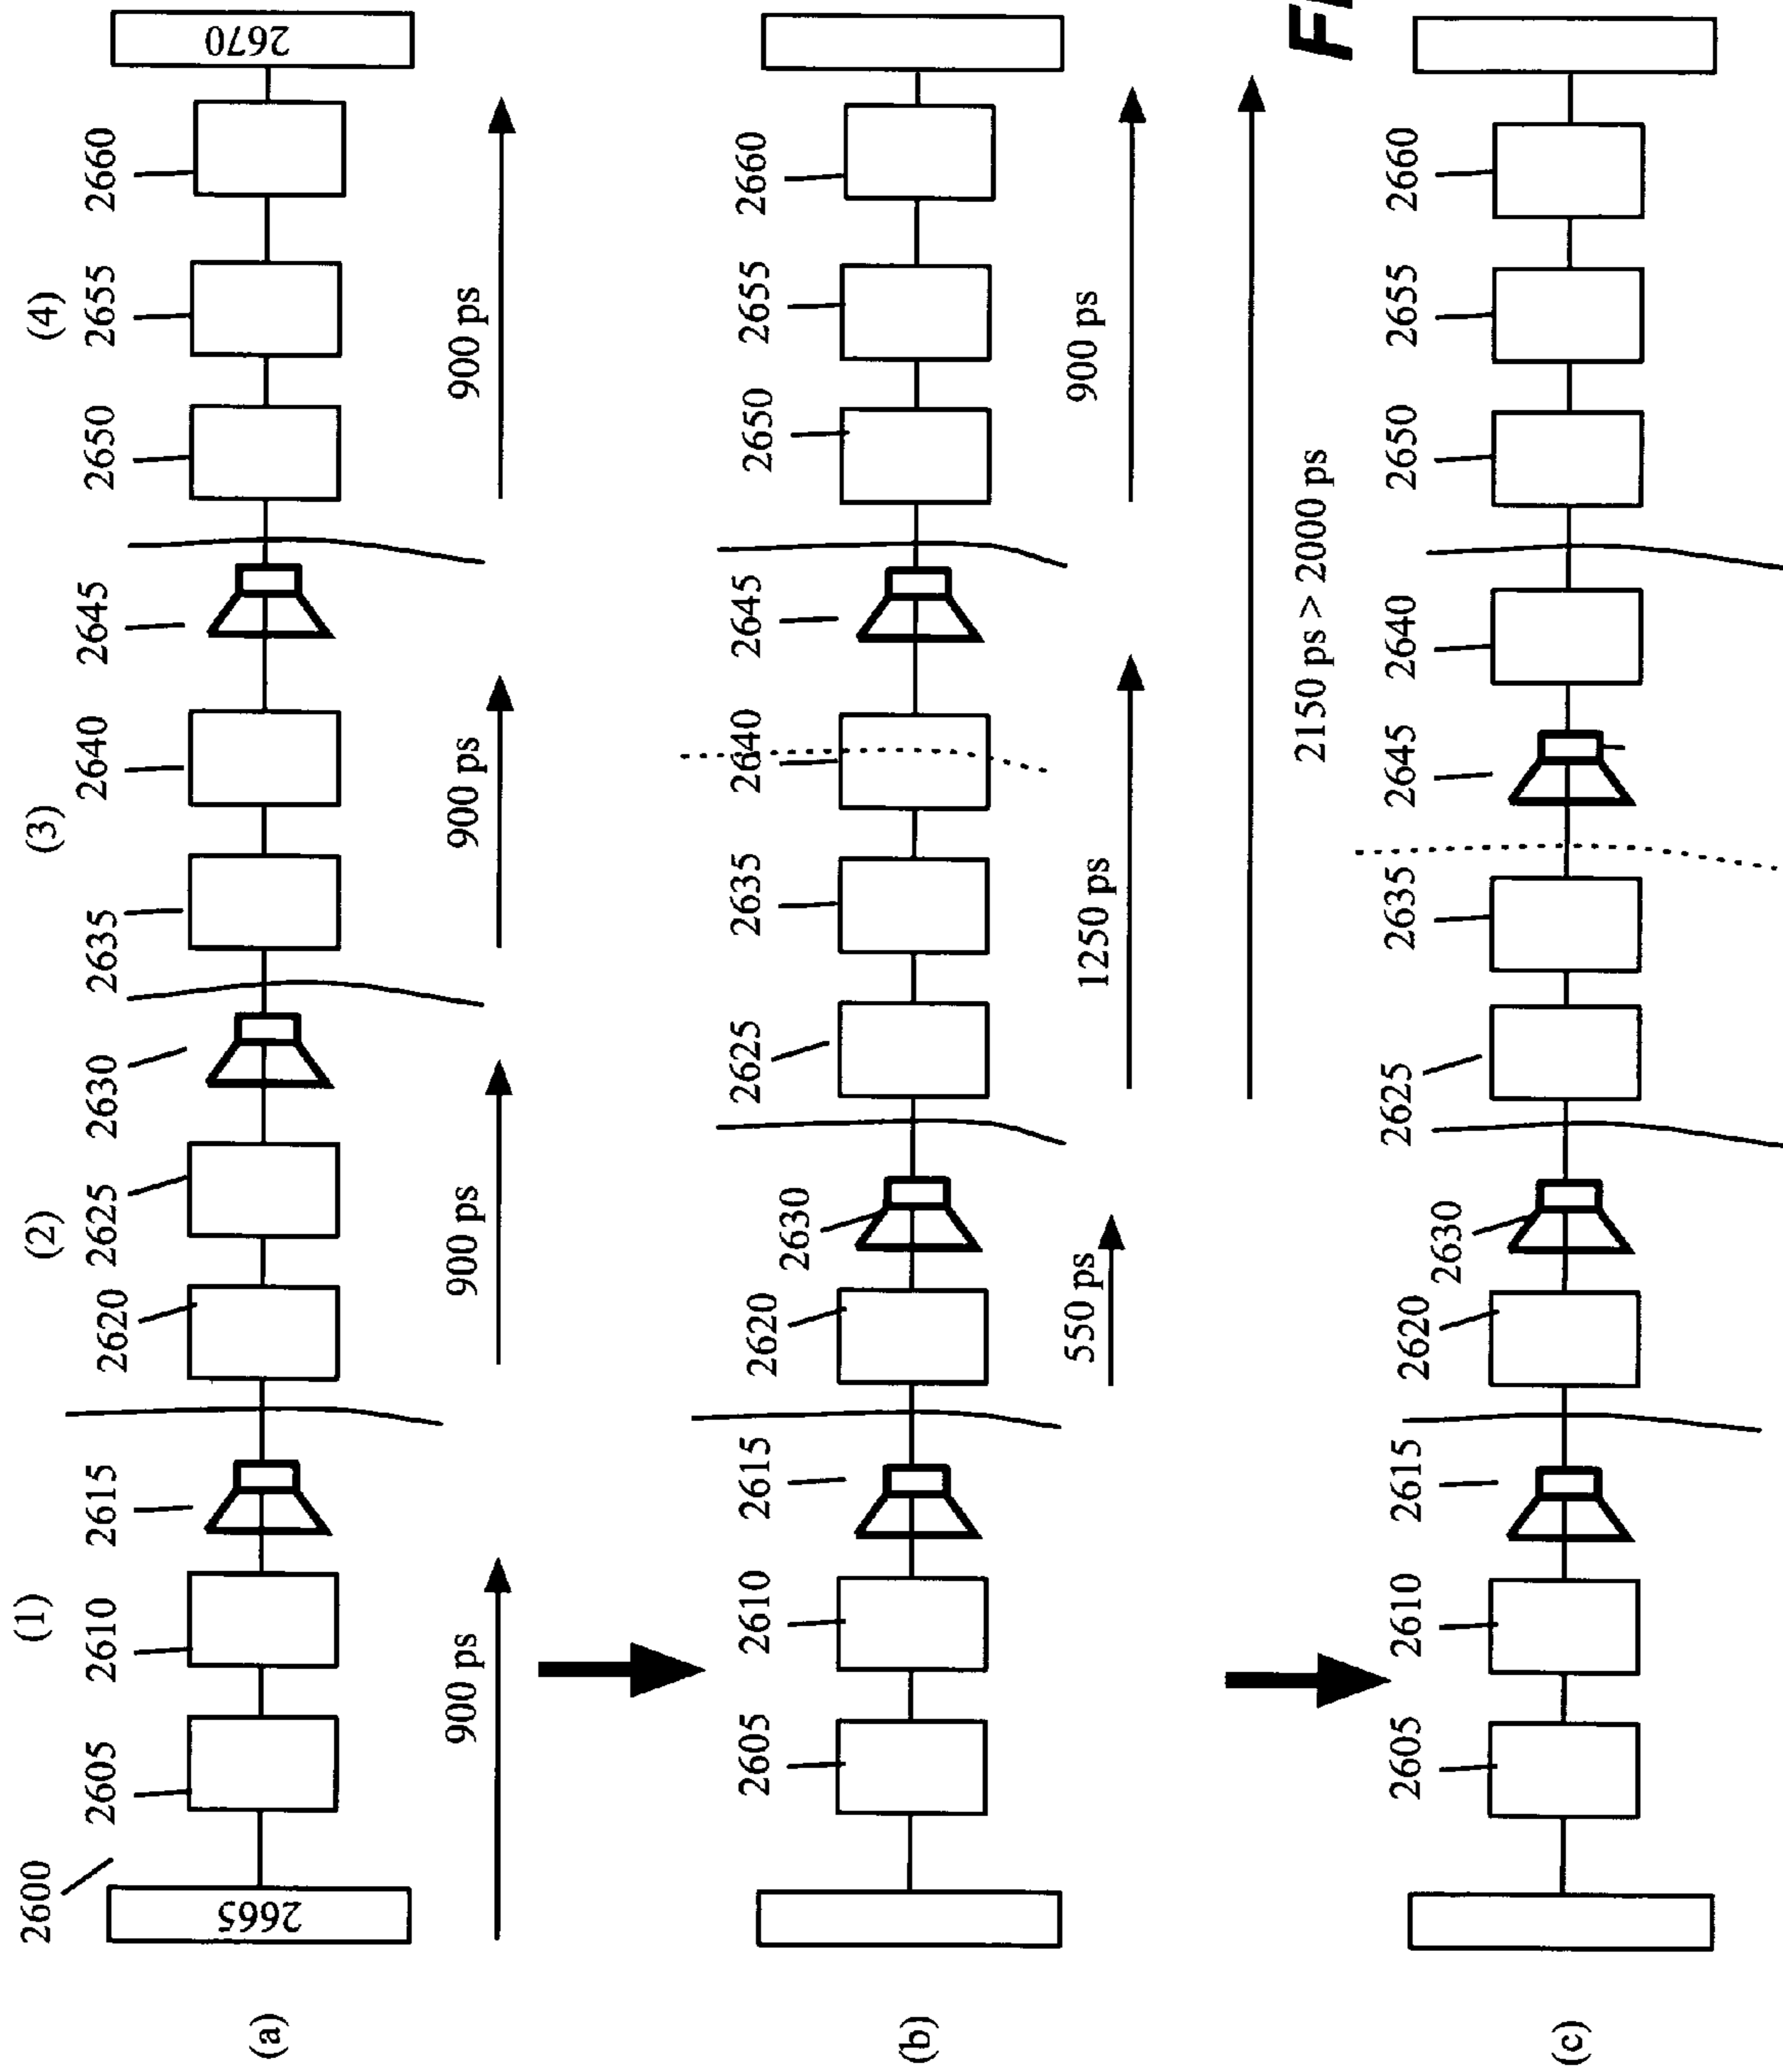 2600 (1) (2) (3) (4)
2605 2610 2615 2620 2625 2630 2635 2640 2645 2650 2655 2660
(a) 2665 2670
900 ps 900 ps 900 ps 900 ps
2605 2610 2615 2620 2630 2625 2635 2640 2645 2650 2655 2660
(b)
550 ps 1250 ps 900 ps
2150 ps > 2000 ps
2605 2610 2615 2620 2630 2625 2635 2645 2640 2650 2655 2660
(c)